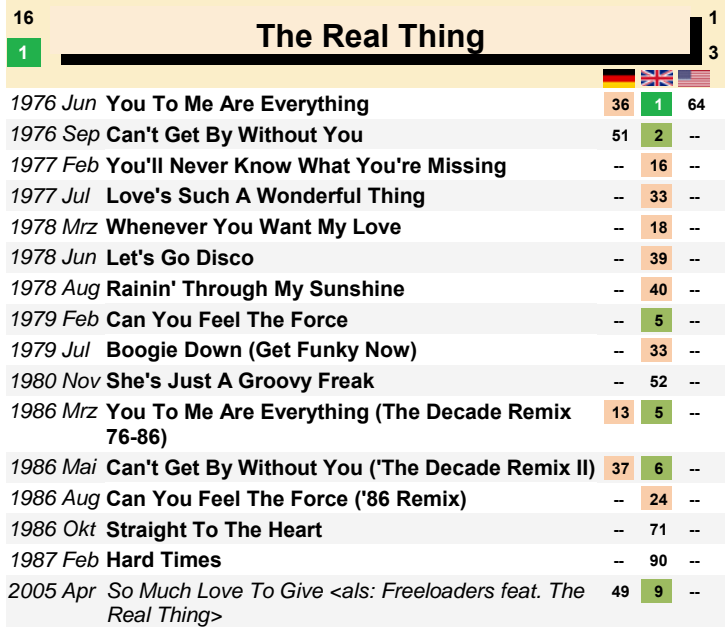 16 The Real Thing 1
1 3
1976 Jun You To Me Are Everything 36 1 64
1976 Sep Can't Get By Without You 51 2 --
1977 Feb You'll Never Know What You're Missing -- 16 --
1977 Jul Love's Such A Wonderful Thing -- 33 --
1978 Mrz Whenever You Want My Love -- 18 --
1978 Jun Let's Go Disco -- 39 --
1978 Aug Rainin' Through My Sunshine -- 40 --
1979 Feb Can You Feel The Force -- 5 --
1979 Jul Boogie Down (Get Funky Now) -- 33 --
1980 Nov She's Just A Groovy Freak -- 52 --
1986 Mrz You To Me Are Everything (The Decade Remix 13 5 --
76-86)
1986 Mai Can't Get By Without You ('The Decade Remix II) 37 6 --
1986 Aug Can You Feel The Force ('86 Remix) -- 24 --
1986 Okt Straight To The Heart -- 71 --
1987 Feb Hard Times -- 90 --
2005 Apr So Much Love To Give <als: Freeloaders feat. The 49 9 --
Real Thing>